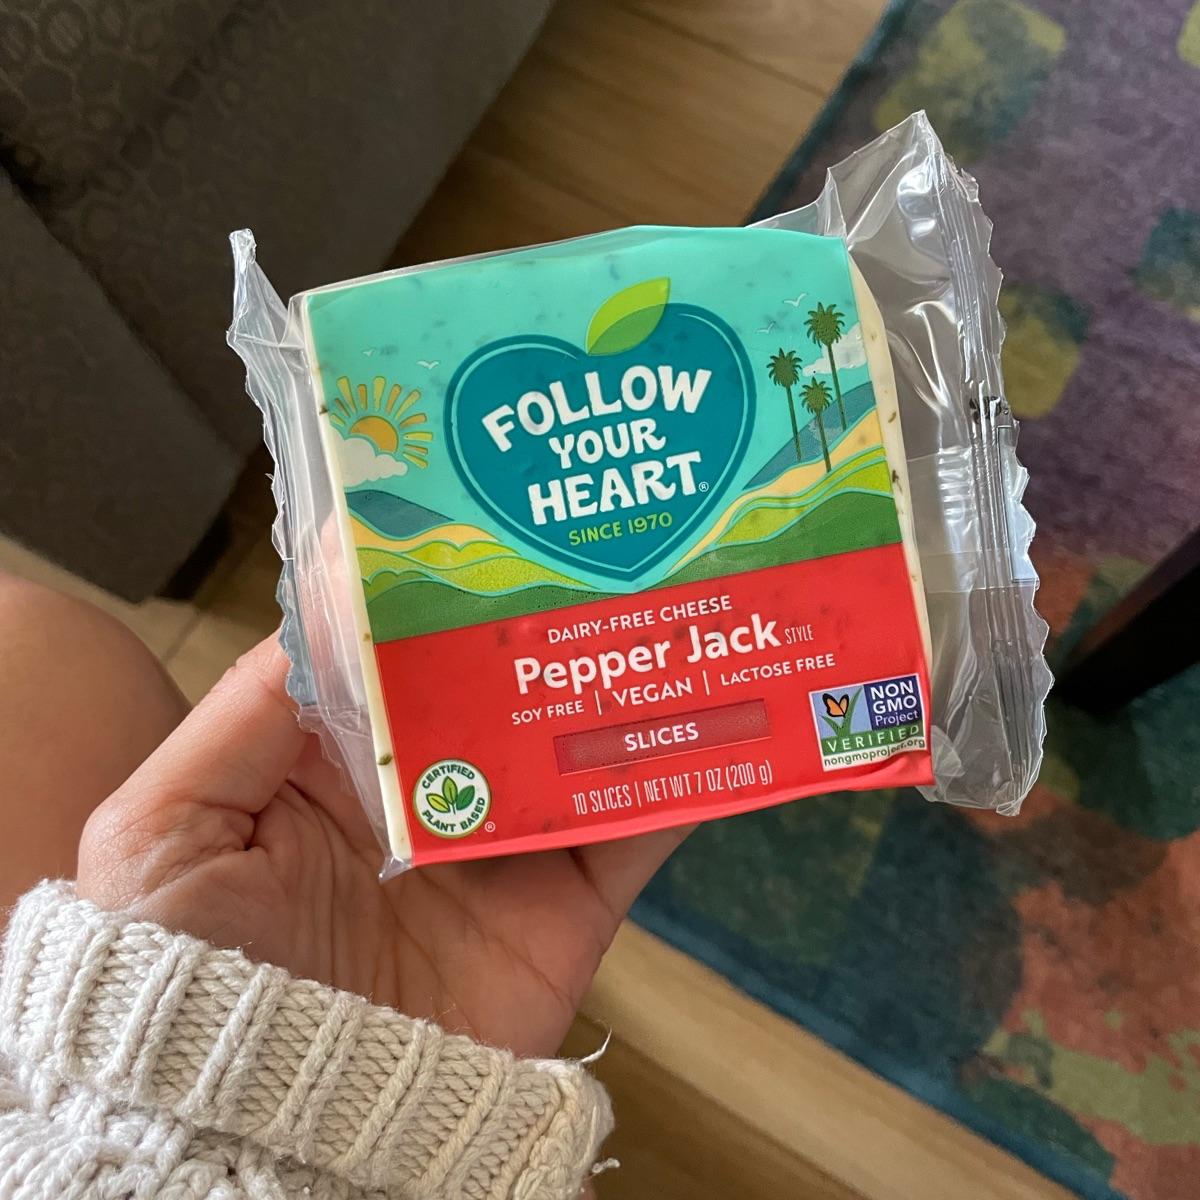 FOLLOW
YOUR
HEART®
SINCE 1970
DAIRY-FREE CHEESE
Pepper Jack STYLE
SOY FREE | VEGAN | LACTOSE FREE
SLICES
10 SLICES | NET WT 7 OZ (200 g)
CERTIFIED
PLANT BASED®
NON
GMO
Project
VERIFIED
nongmoproject.org